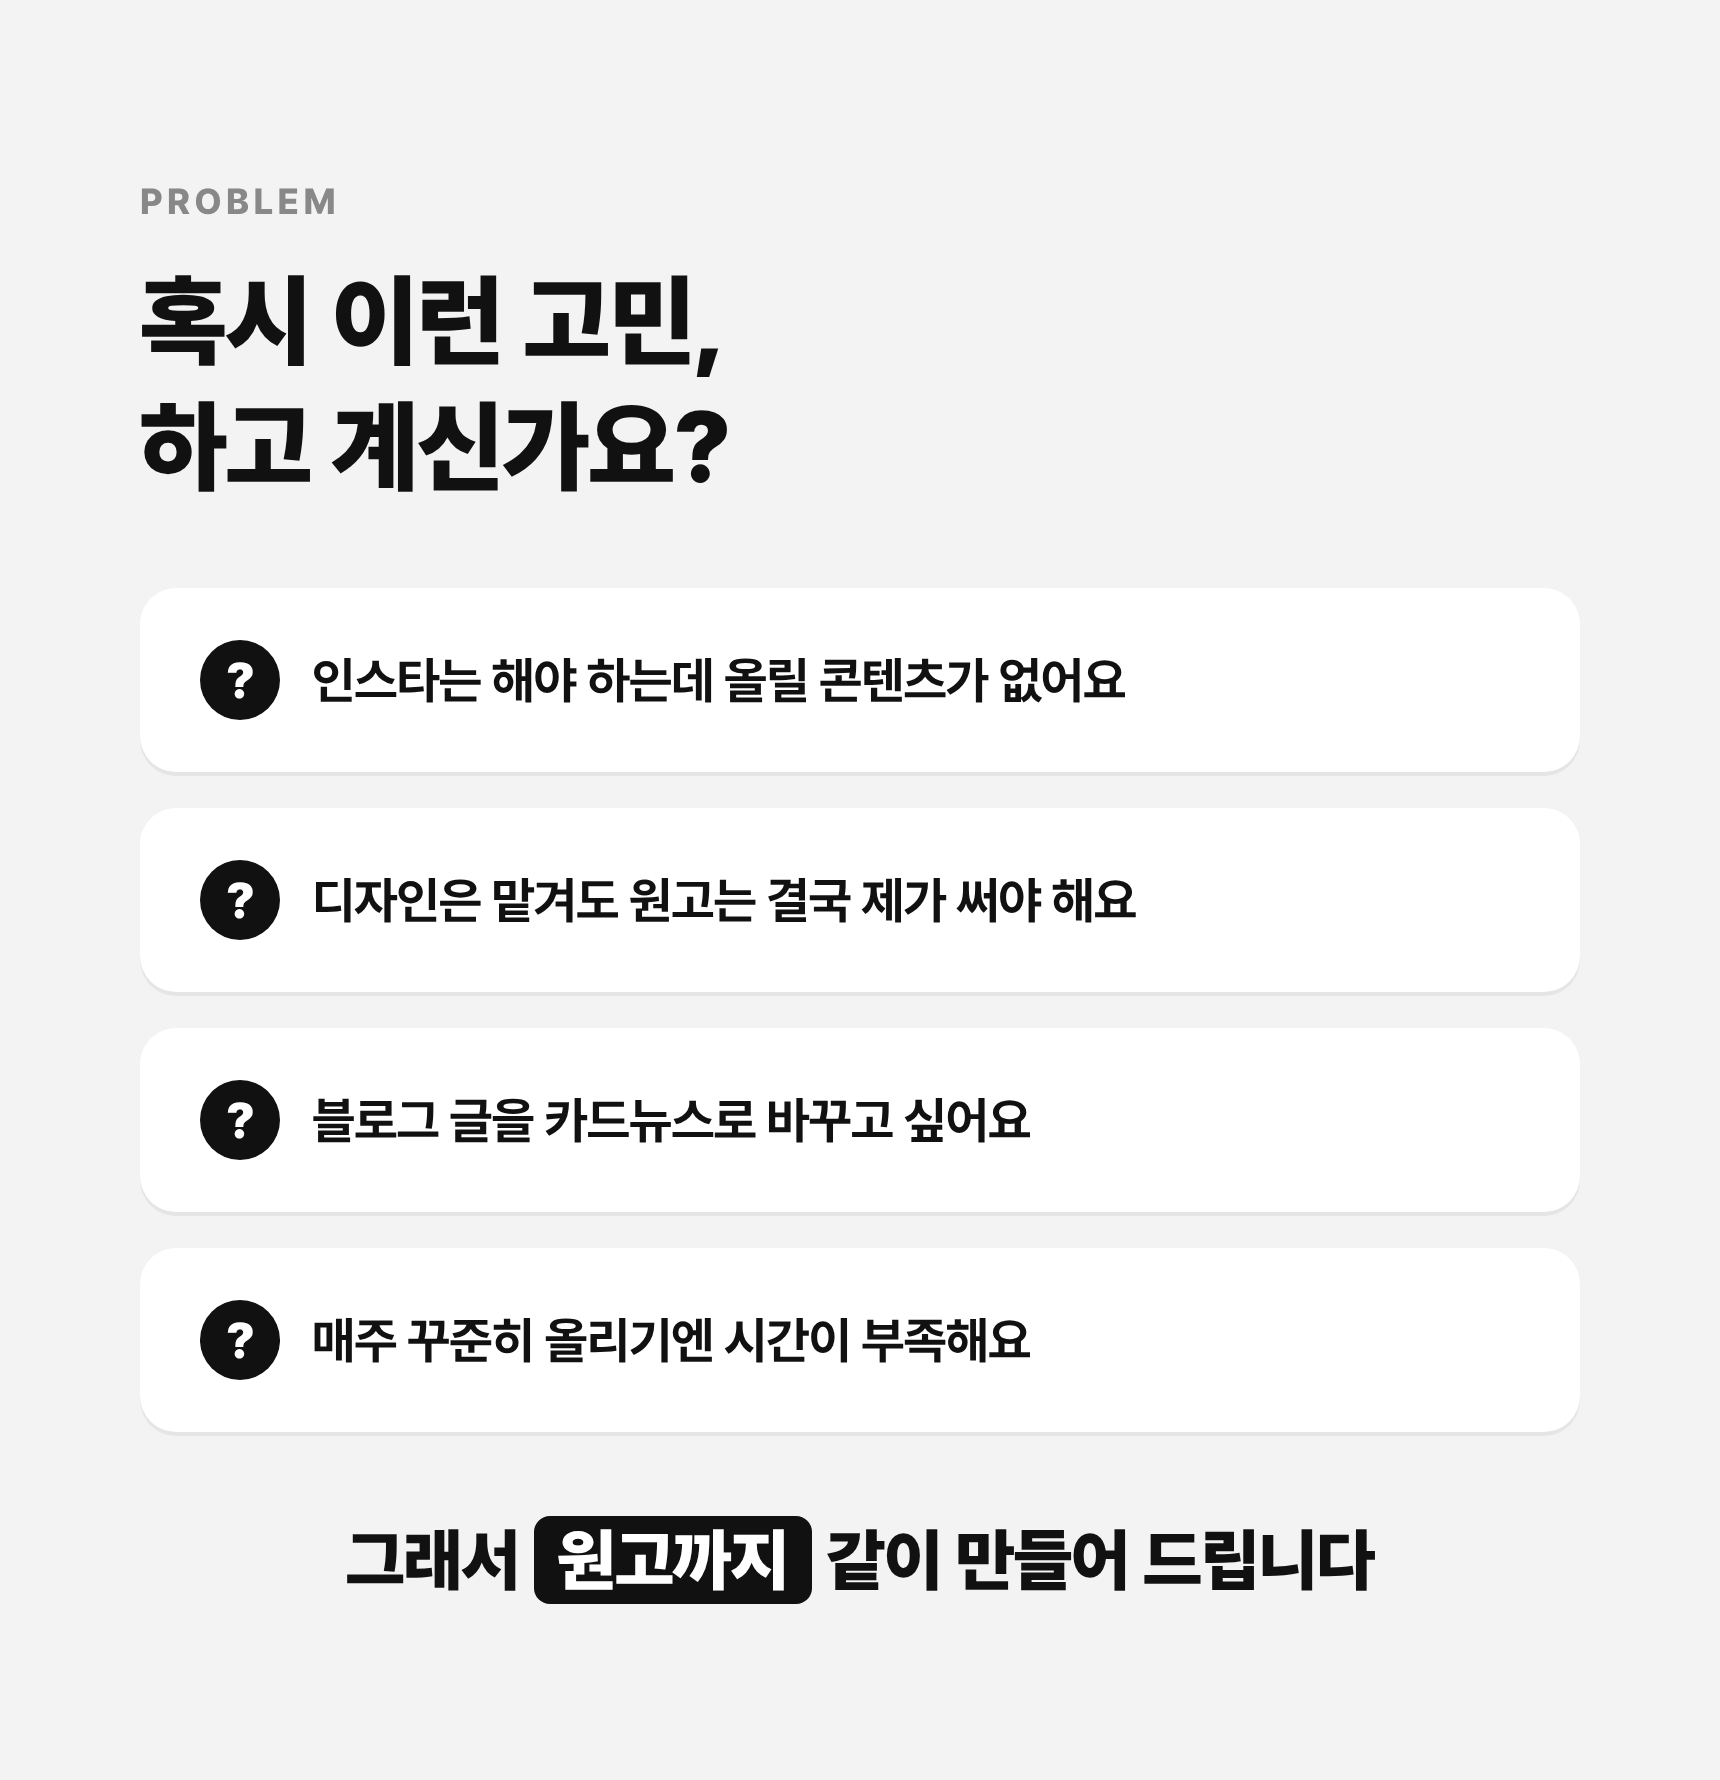 PROBLEM
혹시 이런 고민,
하고 계신가요?
? 인스타는 해야 하는데 올릴 콘텐츠가 없어요
? 디자인은 맡겨도 원고는 결국 제가 써야 해요
? 블로그 글을 카드뉴스로 바꾸고 싶어요
? 매주 꾸준히 올리기엔 시간이 부족해요
그래서 원고까지 같이 만들어 드립니다